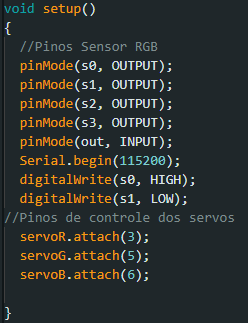 void setup()
{
//Pinos Sensor RGB
pinMode(s0, OUTPUT);
pinMode(s1, OUTPUT);
pinMode(s2, OUTPUT);
pinMode(s3, OUTPUT);
pinMode(out, INPUT);
Serial.begin(115200);
digitalWrite(s0, HIGH);
digitalWrite(s1, LOW);
//Pinos de controle dos servos
servoR.attach(3);
servoG.attach(5);
servoB.attach(6);
}